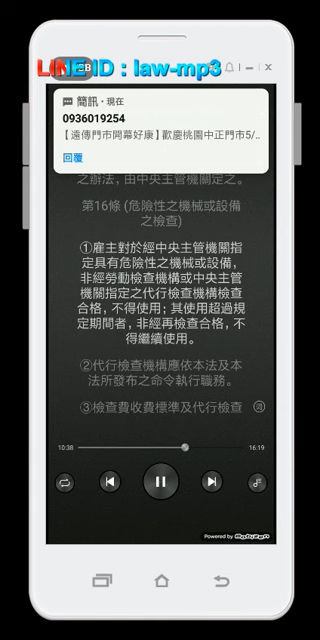 LINE ID：law-mp3
簡訊・現在
0936019254
【遠傳門市開幕好康】歡慶桃園中正門市5/..
回覆
之辦法，由中央主管機關定之。
第16條 (危險性之機械或設備
之檢查)
①雇主對於經中央主管機關指
定具有危險性之機械或設備，
非經勞動檢查機構或中央主管
機關指定之代行檢查機構檢查
合格，不得使用；其使用超過規
定期間者，非經再檢查合格，不
得繼續使用。
②代行檢查機構應依本法及本
法所發布之命令執行職務。
③檢查費收費標準及代行檢查
10:38
16:19
Powered by